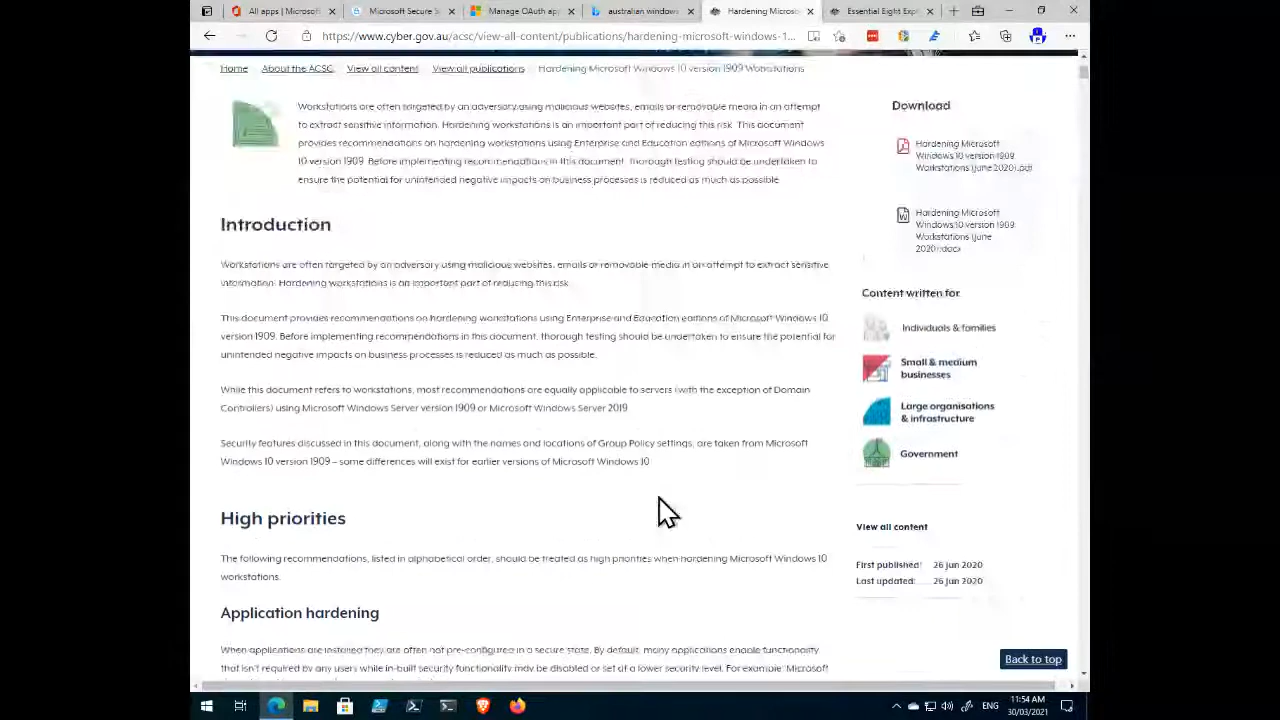 All apps | Microsoft
Microsoft Secure S
Manage OAuth ap
australian windows
Hardening Microso
Essential Eight Expl
https://www.cyber.gov.au/acsc/view-all-content/publications/hardening-microsoft-windows-1...
Home
About the ACSC
View all content
View all publications
Hardening Microsoft Windows 10 version 1909 Workstations
Workstations are often targeted by an adversary using malicious websites, emails or removable media in an attempt
to extract sensitive information. Hardening workstations is an important part of reducing this risk. This document
provides recommendations on hardening workstations using Enterprise and Education editions of Microsoft Windows
10 version 1909. Before implementing recommendations in this document, thorough testing should be undertaken to
ensure the potential for unintended negative impacts on business processes is reduced as much as possible.
Introduction
Workstations are often targeted by an adversary using malicious websites, emails or removable media in an attempt to extract sensitive
information. Hardening workstations is an important part of reducing this risk.
This document provides recommendations on hardening workstations using Enterprise and Education editions of Microsoft Windows 10
version 1909. Before implementing recommendations in this document, thorough testing should be undertaken to ensure the potential for
unintended negative impacts on business processes is reduced as much as possible.
While this document refers to workstations, most recommendations are equally applicable to servers (with the exception of Domain
Controllers) using Microsoft Windows Server version 1909 or Microsoft Windows Server 2019
Security features discussed in this document, along with the names and locations of Group Policy settings, are taken from Microsoft
Windows 10 version 1909 – some differences will exist for earlier versions of Microsoft Windows 10
High priorities
The following recommendations, listed in alphabetical order, should be treated as high priorities when hardening Microsoft Windows 10
workstations.
Application hardening
When applications are installed they are often not pre-configured in a secure state. By default, many applications enable functionality
that isn't required by any users while in-built security functionality may be disabled or set at a lower security level. For example, Microsoft
Download
Hardening Microsoft
Windows 10 version 1909
Workstations (June 2020).pdf
Hardening Microsoft
Windows 10 version 1909
Workstations (June
2020).docx
Content written for
Individuals & families
Small & medium
businesses
Large organisations
& infrastructure
Government
View all content
First published: 26 Jun 2020
Last updated: 26 Jun 2020
Back to top
ENG
11:54 AM
30/03/2021